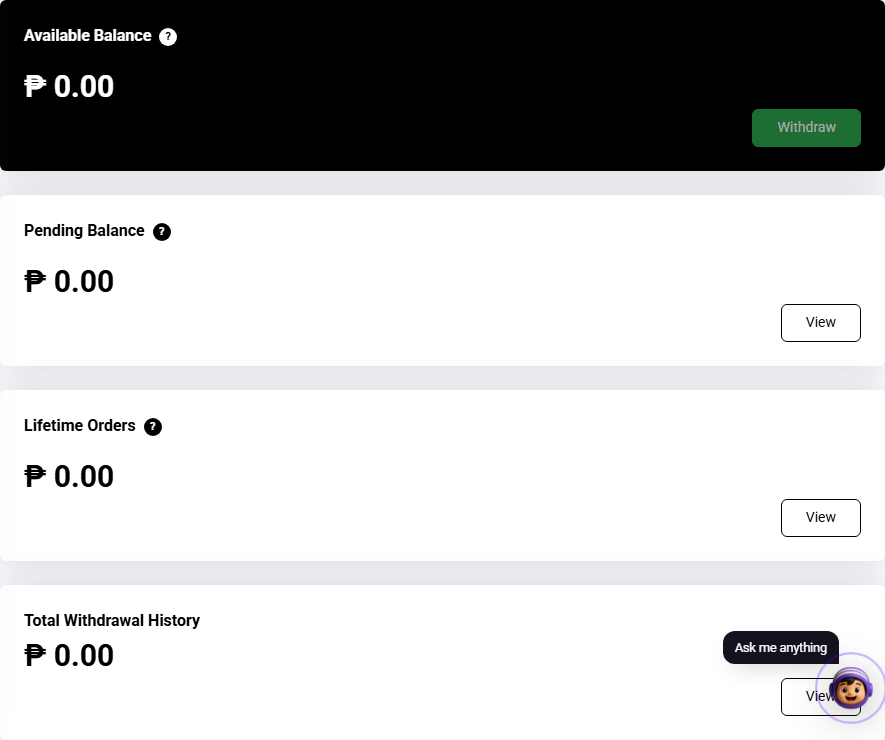 Available Balance ?
₱ 0.00
Withdraw
Pending Balance ?
₱ 0.00
View
Lifetime Orders ?
₱ 0.00
View
Total Withdrawal History
₱ 0.00
Ask me anything
View